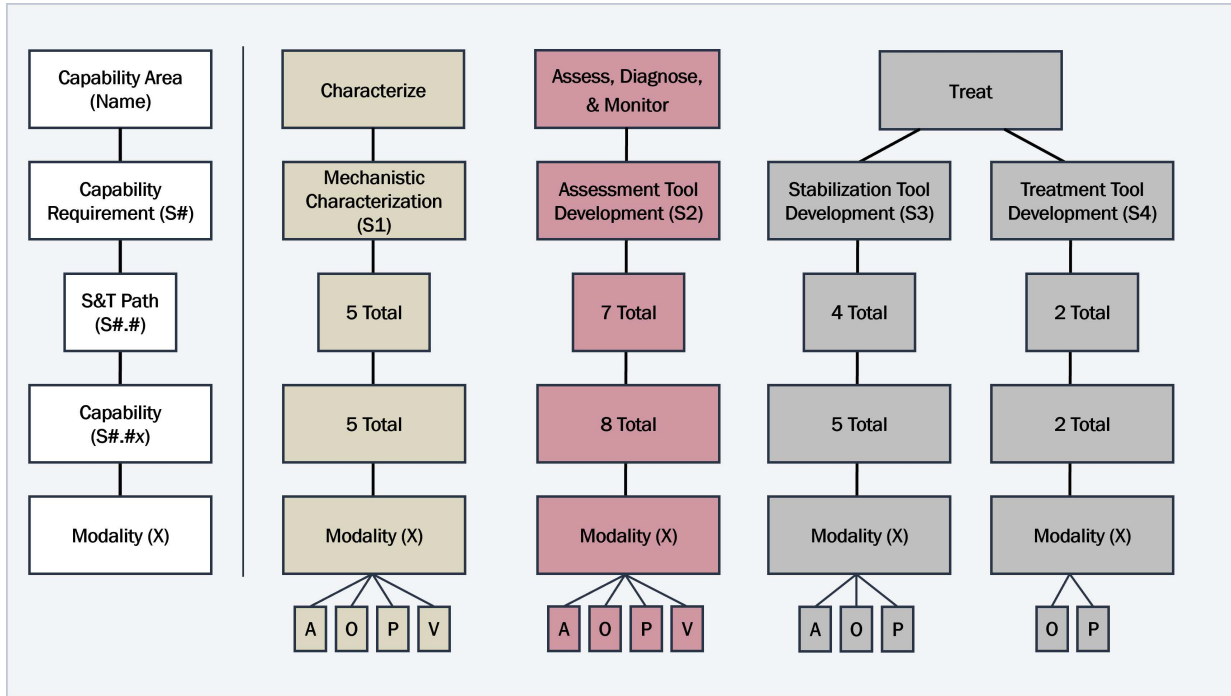 Capability Area
(Name)
Characterize
Assess, Diagnose,
& Monitor
Treat
Capability
Requirement (S#)
Mechanistic
Characterization
(S1)
Assessment Tool
Development (S2)
Stabilization Tool
Development (S3)
Treatment Tool
Development (S4)
S&T Path
(S#.#)
5 Total
7 Total
4 Total
2 Total
Capability
(S#.#x)
5 Total
8 Total
5 Total
2 Total
Modality (X)
Modality (X)
Modality (X)
Modality (X)
Modality (X)
A O P V
A O P V
A O P
O P